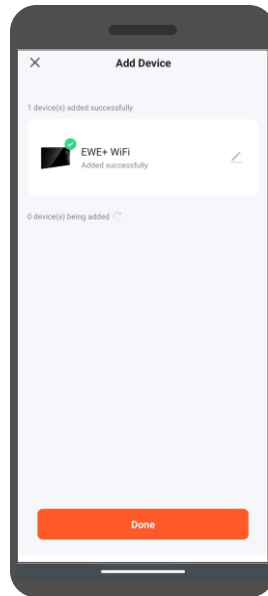 Add Device
1 device(s) added successfully
EWE+ WiFi
Added successfully
0 device(s) being added
Done